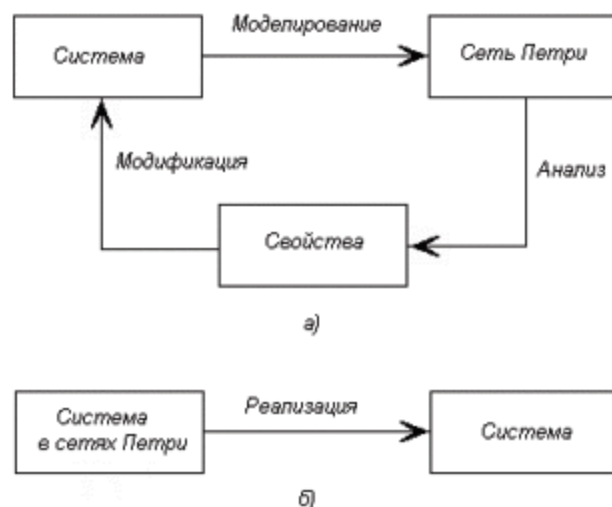 Моделирование
Система
Сеть Петри
Модификация
Анализ
Свойства
а)
Система
в сетях Петри
Реализация
Система
б)